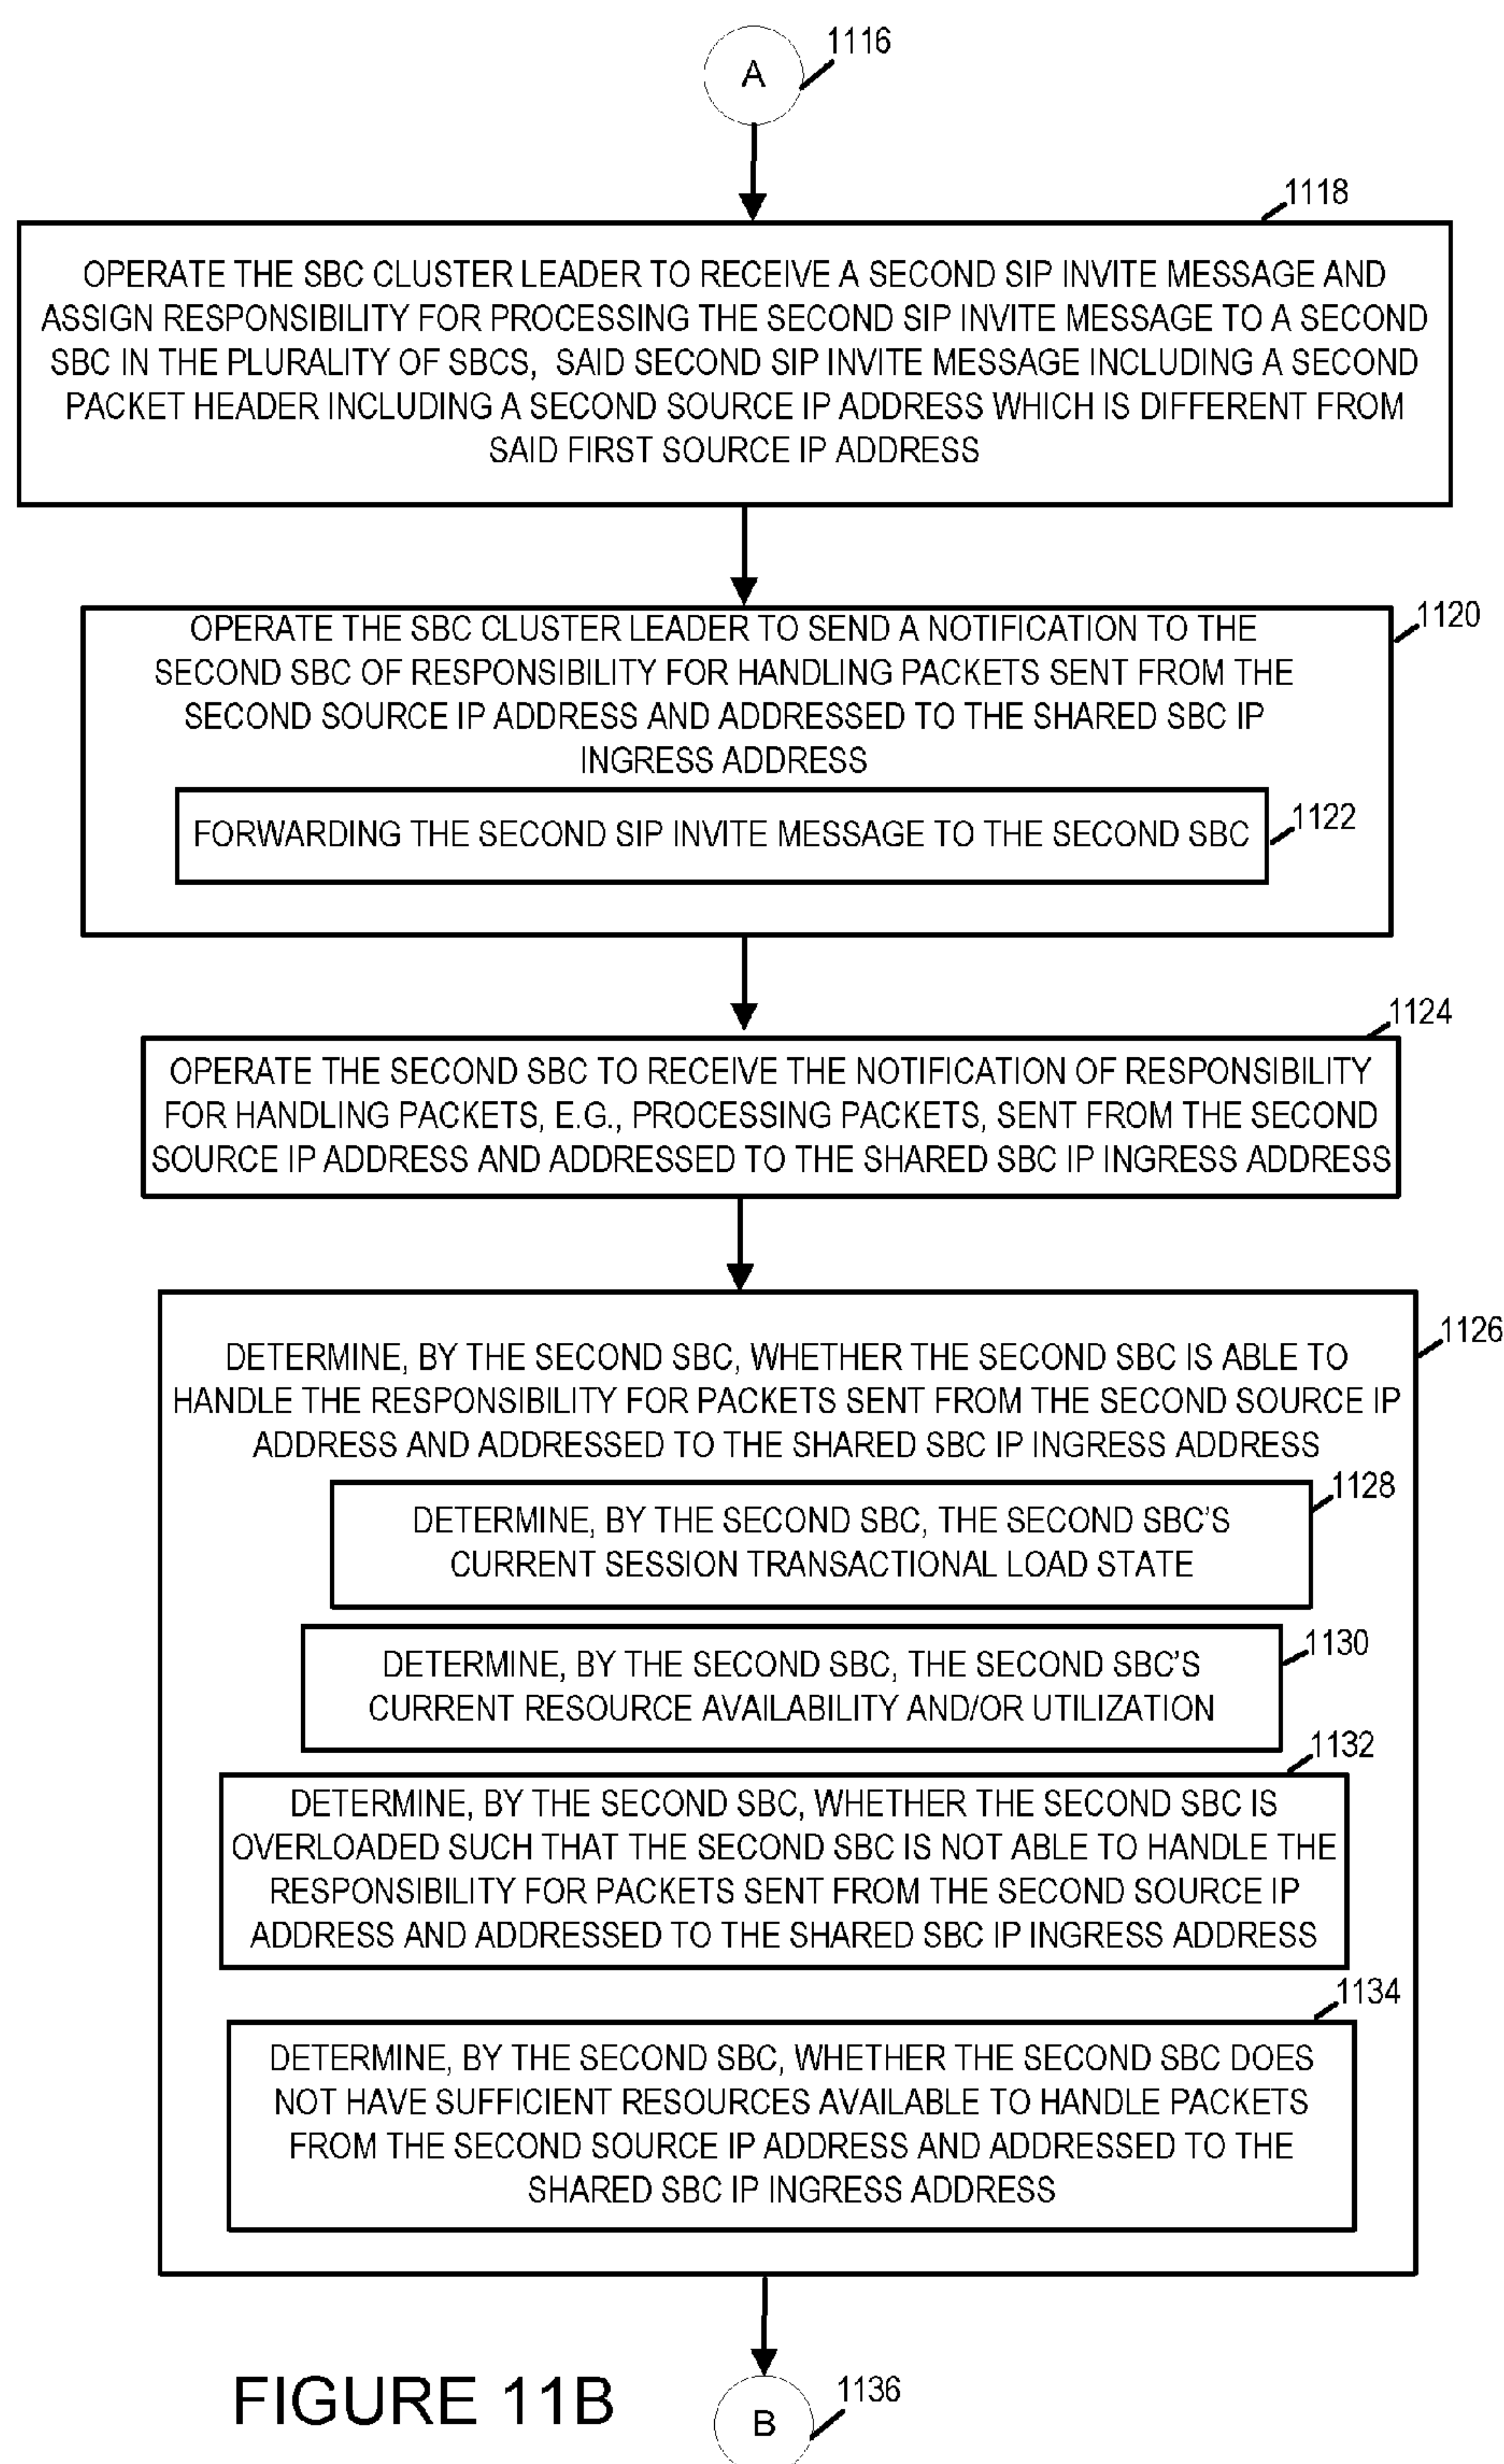 A
1116
1118
OPERATE THE SBC CLUSTER LEADER TO RECEIVE A SECOND SIP INVITE MESSAGE AND
ASSIGN RESPONSIBILITY FOR PROCESSING THE SECOND SIP INVITE MESSAGE TO A SECOND
SBC IN THE PLURALITY OF SBCS, SAID SECOND SIP INVITE MESSAGE INCLUDING A SECOND
PACKET HEADER INCLUDING A SECOND SOURCE IP ADDRESS WHICH IS DIFFERENT FROM
SAID FIRST SOURCE IP ADDRESS
1120
OPERATE THE SBC CLUSTER LEADER TO SEND A NOTIFICATION TO THE
SECOND SBC OF RESPONSIBILITY FOR HANDLING PACKETS SENT FROM THE
SECOND SOURCE IP ADDRESS AND ADDRESSED TO THE SHARED SBC IP
INGRESS ADDRESS
FORWARDING THE SECOND SIP INVITE MESSAGE TO THE SECOND SBC
1122
1124
OPERATE THE SECOND SBC TO RECEIVE THE NOTIFICATION OF RESPONSIBILITY
FOR HANDLING PACKETS, E.G., PROCESSING PACKETS, SENT FROM THE SECOND
SOURCE IP ADDRESS AND ADDRESSED TO THE SHARED SBC IP INGRESS ADDRESS
1126
DETERMINE, BY THE SECOND SBC, WHETHER THE SECOND SBC IS ABLE TO
HANDLE THE RESPONSIBILITY FOR PACKETS SENT FROM THE SECOND SOURCE IP
ADDRESS AND ADDRESSED TO THE SHARED SBC IP INGRESS ADDRESS
1128
DETERMINE, BY THE SECOND SBC, THE SECOND SBC'S
CURRENT SESSION TRANSACTIONAL LOAD STATE
1130
DETERMINE, BY THE SECOND SBC, THE SECOND SBC'S
CURRENT RESOURCE AVAILABILITY AND/OR UTILIZATION
1132
DETERMINE, BY THE SECOND SBC, WHETHER THE SECOND SBC IS
OVERLOADED SUCH THAT THE SECOND SBC IS NOT ABLE TO HANDLE THE
RESPONSIBILITY FOR PACKETS SENT FROM THE SECOND SOURCE IP
ADDRESS AND ADDRESSED TO THE SHARED SBC IP INGRESS ADDRESS
1134
DETERMINE, BY THE SECOND SBC, WHETHER THE SECOND SBC DOES
NOT HAVE SUFFICIENT RESOURCES AVAILABLE TO HANDLE PACKETS
FROM THE SECOND SOURCE IP ADDRESS AND ADDRESSED TO THE
SHARED SBC IP INGRESS ADDRESS
FIGURE 11B
B
1136